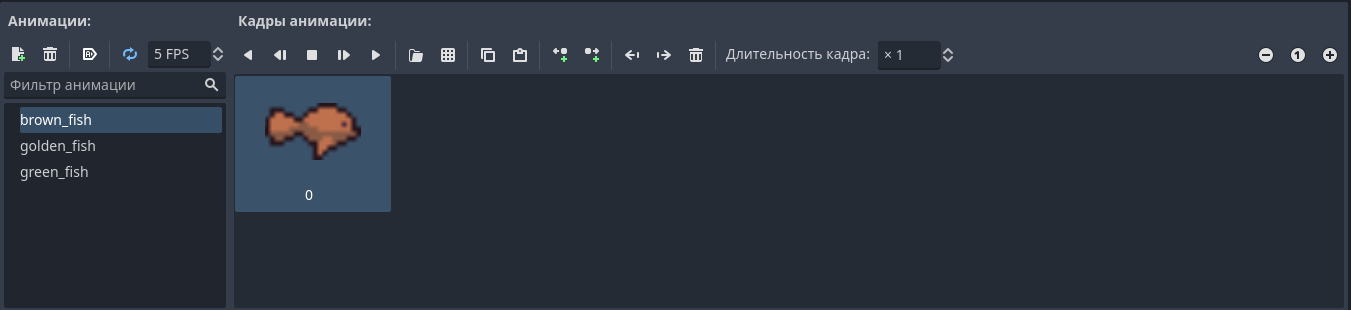 Анимации:
Кадры анимации:
5 FPS
Длительность кадра:
× 1
Фильтр анимации
brown_fish
golden_fish
green_fish
0